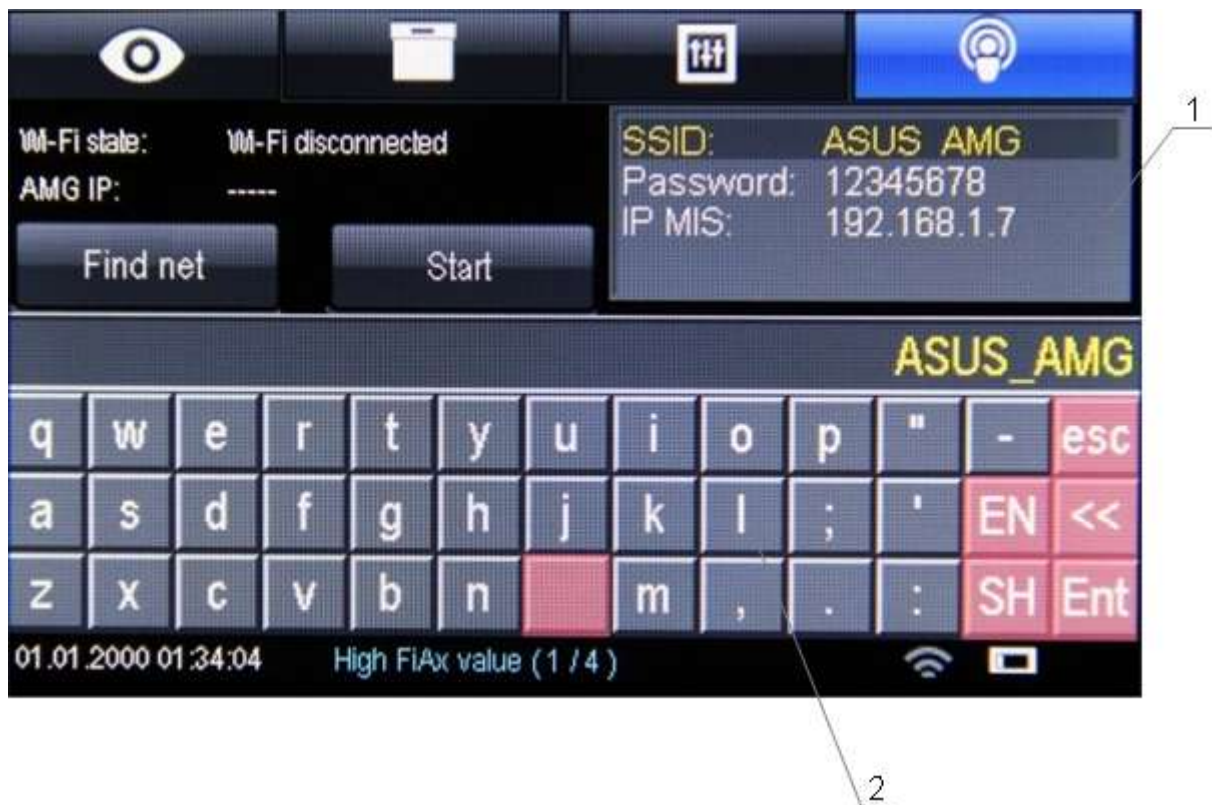 1
Wi-Fi state: Wi-Fi disconnected
AMG IP: -----
Find net Start
SSID: ASUS AMG
Password: 12345678
IP MIS: 192.168.1.7
ASUS_AMG
q w e r t y u i o p " - esc
a s d f g h j k l ; ' EN <<
z x c v b n m , . : SH Ent
01.01.2000 01:34:04 High FiAx value ( 1 / 4 )
2